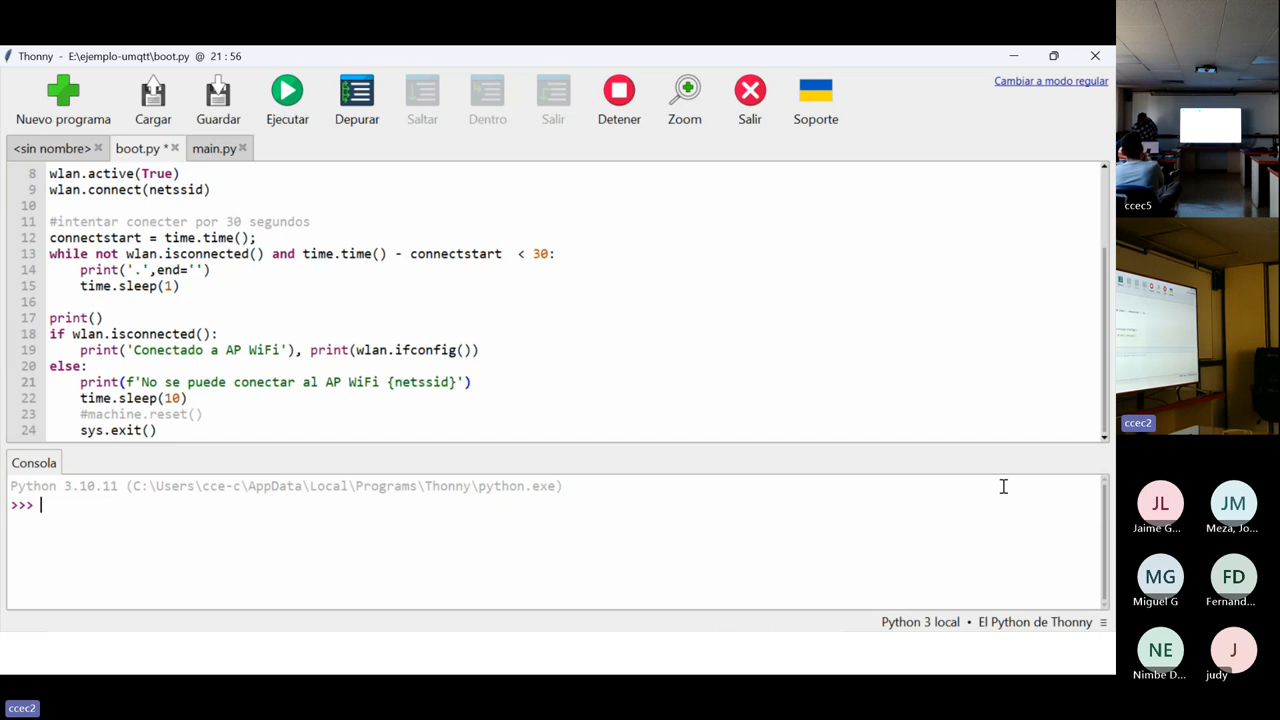 Thonny - E:\ejemplo-umqtt\boot.py @ 21 : 56
Cambiar a modo regular
Nuevo programa Cargar Guardar Ejecutar Depurar Saltar Dentro Salir Detener Zoom Salir Soporte
<sin nombre> boot.py * main.py
8 wlan.active(True)
9 wlan.connect(netssid)
10
11 #intentar conecter por 30 segundos
12 connectstart = time.time();
13 while not wlan.isconnected() and time.time() - connectstart  < 30:
14     print('.',end='')
15     time.sleep(1)
16
17 print()
18 if wlan.isconnected():
19     print('Conectado a AP WiFi'), print(wlan.ifconfig())
20 else:
21     print(f'No se puede conectar al AP WiFi {netssid}')
22     time.sleep(10)
23     #machine.reset()
24     sys.exit()
Consola
Python 3.10.11 (C:\Users\cce-c\AppData\Local\Programs\Thonny\python.exe)
>>>
Python 3 local • El Python de Thonny ≡
ccec5
ccec2
JL JM
Jaime G... Meza, Jo...
MG FD
Miguel G Fernand...
NE J
Nimbe D... judy
ccec2